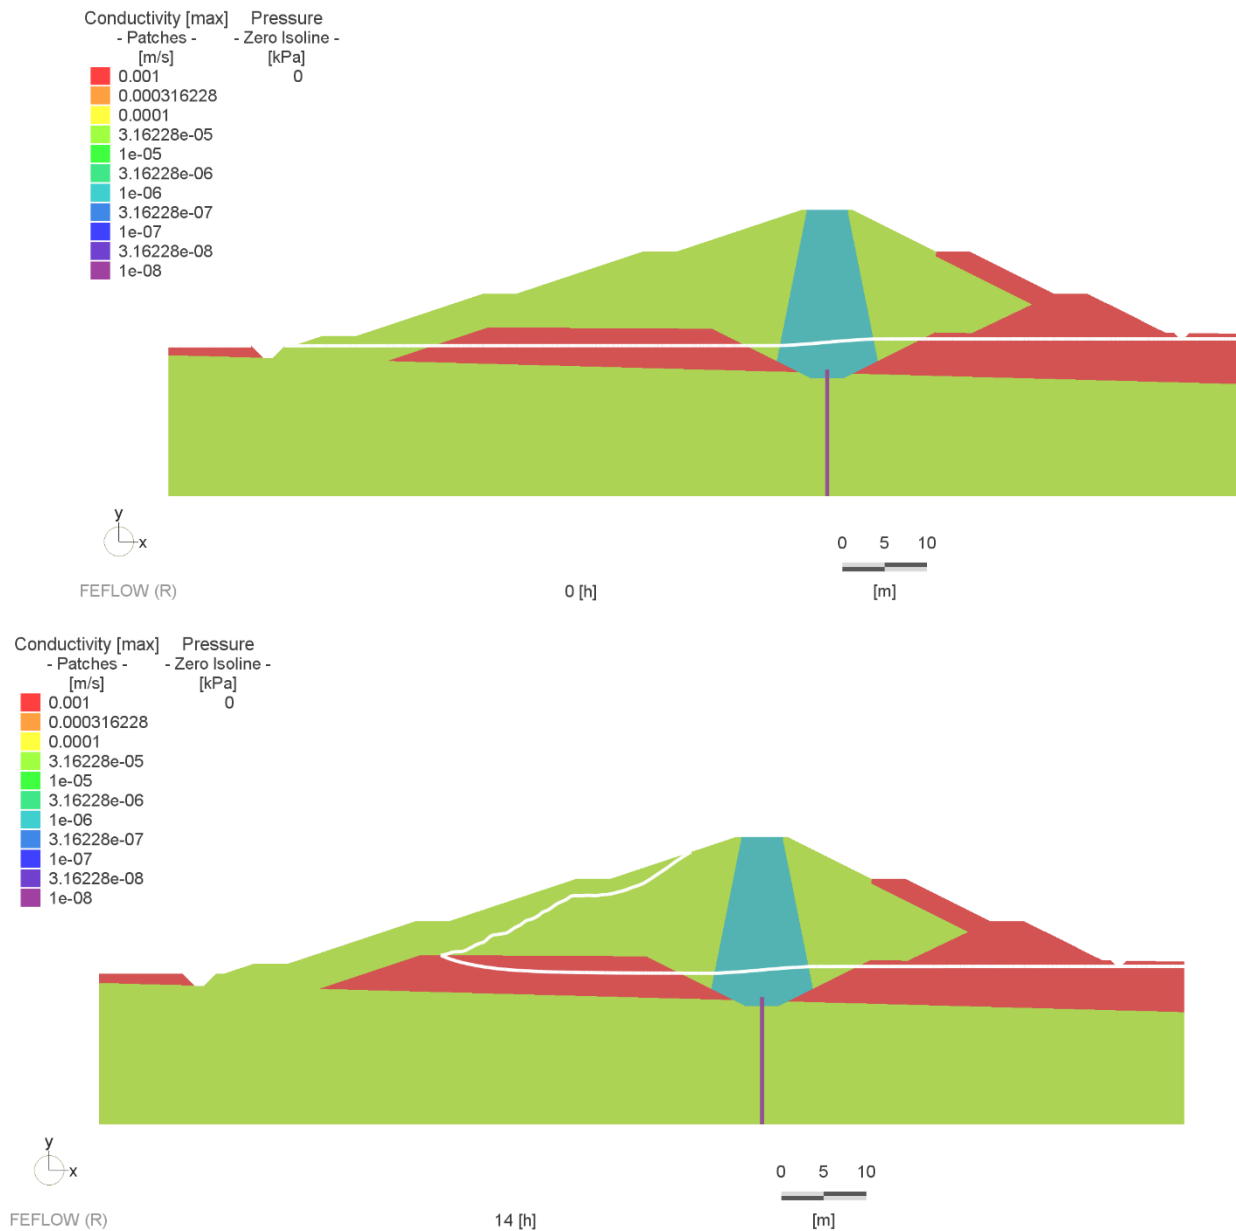 Conductivity [max] Pressure
- Patches - - Zero Isoline -
[m/s] [kPa]
0.001 0
0.000316228
0.0001
3.16228e-05
1e-05
3.16228e-06
1e-06
3.16228e-07
1e-07
3.16228e-08
1e-08
y
x
0 5 10
FEFLOW (R) 0 [h] [m]
Conductivity [max] Pressure
- Patches - - Zero Isoline -
[m/s] [kPa]
0.001 0
0.000316228
0.0001
3.16228e-05
1e-05
3.16228e-06
1e-06
3.16228e-07
1e-07
3.16228e-08
1e-08
y
x
0 5 10
FEFLOW (R) 14 [h] [m]